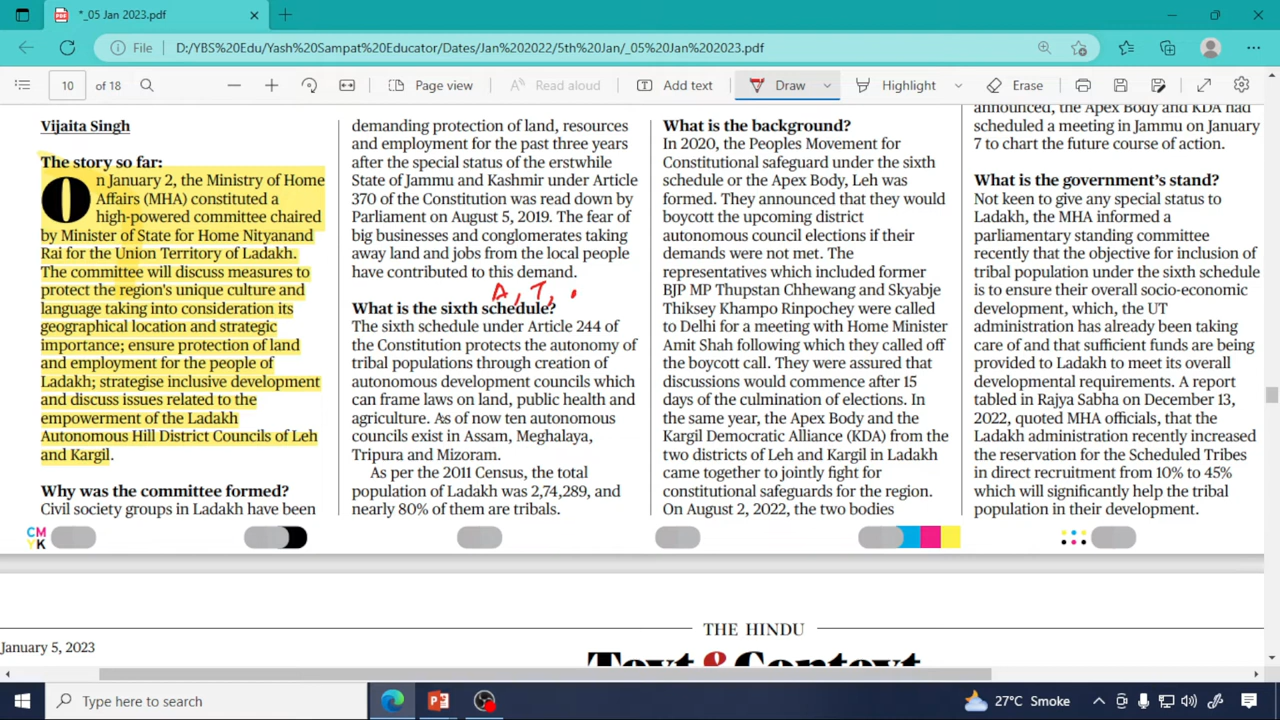 *_05 Jan 2023.pdf
File
D:/YBS%20Edu/Yash%20Sampat%20Educator/Dates/Jan%202022/5th%20Jan/_05%20Jan%202023.pdf
10 of 18
Page view
Read aloud
Add text
Draw
Highlight
Erase
Vijaita Singh
The story so far:
On January 2, the Ministry of Home
Affairs (MHA) constituted a
high-powered committee chaired
by Minister of State for Home Nityanand
Rai for the Union Territory of Ladakh.
The committee will discuss measures to
protect the region's unique culture and
language taking into consideration its
geographical location and strategic
importance; ensure protection of land
and employment for the people of
Ladakh; strategise inclusive development
and discuss issues related to the
empowerment of the Ladakh
Autonomous Hill District Councils of Leh
and Kargil.
Why was the committee formed?
Civil society groups in Ladakh have been
demanding protection of land, resources
and employment for the past three years
after the special status of the erstwhile
State of Jammu and Kashmir under Article
370 of the Constitution was read down by
Parliament on August 5, 2019. The fear of
big businesses and conglomerates taking
away land and jobs from the local people
have contributed to this demand.
A, T,
What is the sixth schedule?
The sixth schedule under Article 244 of
the Constitution protects the autonomy of
tribal populations through creation of
autonomous development councils which
can frame laws on land, public health and
agriculture. As of now ten autonomous
councils exist in Assam, Meghalaya,
Tripura and Mizoram.
As per the 2011 Census, the total
population of Ladakh was 2,74,289, and
nearly 80% of them are tribals.
What is the background?
In 2020, the Peoples Movement for
Constitutional safeguard under the sixth
schedule or the Apex Body, Leh was
formed. They announced that they would
boycott the upcoming district
autonomous council elections if their
demands were not met. The
representatives which included former
BJP MP Thupstan Chhewang and Skyabje
Thiksey Khampo Rinpochey were called
to Delhi for a meeting with Home Minister
Amit Shah following which they called off
the boycott call. They were assured that
discussions would commence after 15
days of the culmination of elections. In
the same year, the Apex Body and the
Kargil Democratic Alliance (KDA) from the
two districts of Leh and Kargil in Ladakh
came together to jointly fight for
constitutional safeguards for the region.
On August 2, 2022, the two bodies
announced, the Apex Body and KDA had
scheduled a meeting in Jammu on January
7 to chart the future course of action.
What is the government's stand?
Not keen to give any special status to
Ladakh, the MHA informed a
parliamentary standing committee
recently that the objective for inclusion of
tribal population under the sixth schedule
is to ensure their overall socio-economic
development, which, the UT
administration has already been taking
care of and that sufficient funds are being
provided to Ladakh to meet its overall
developmental requirements. A report
tabled in Rajya Sabha on December 13,
2022, quoted MHA officials, that the
Ladakh administration recently increased
the reservation for the Scheduled Tribes
in direct recruitment from 10% to 45%
which will significantly help the tribal
population in their development.
CM
YK
January 5, 2023
THE HINDU
Text & Context
Type here to search
27°C Smoke